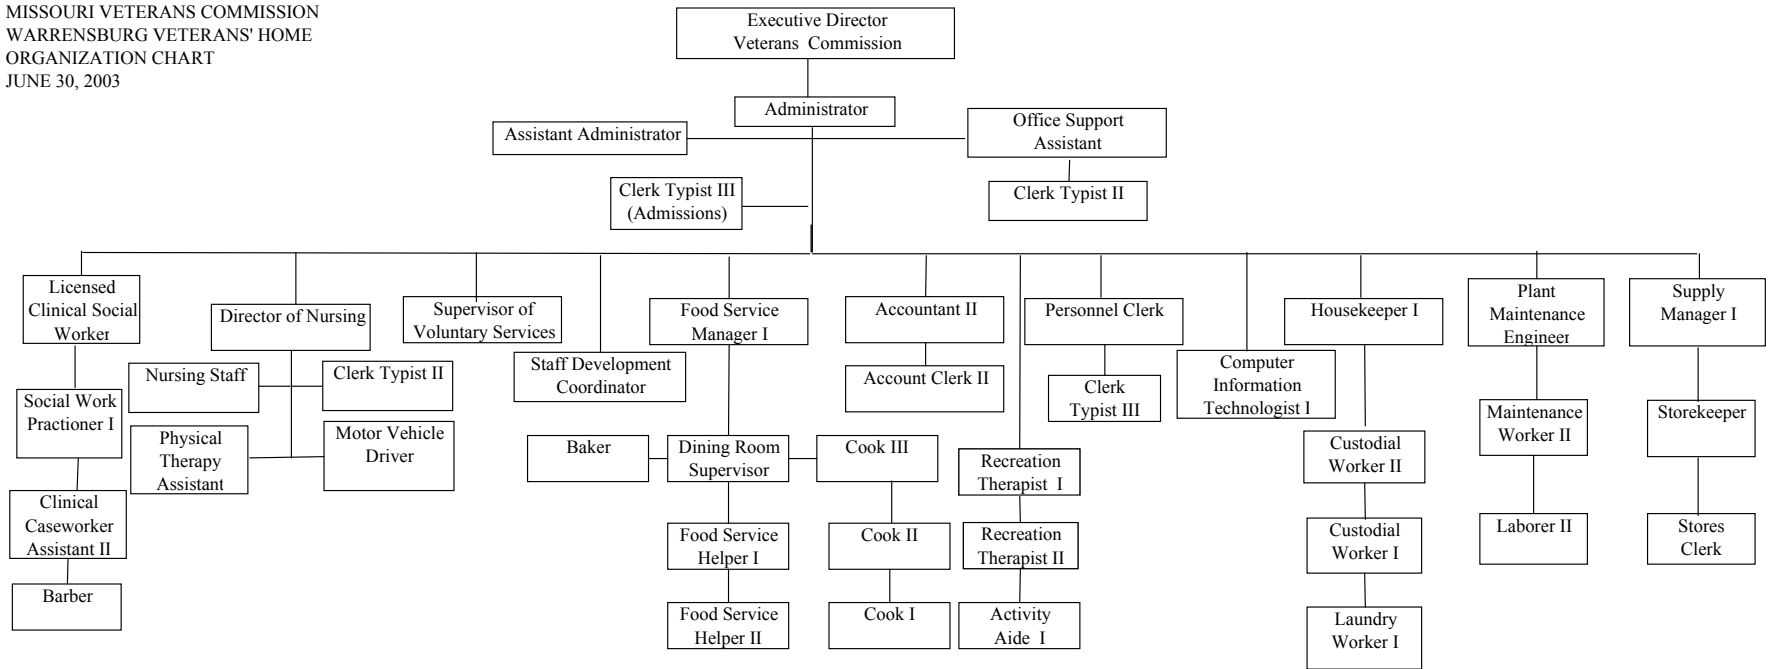 MISSOURI VETERANS COMMISSION
WARRENSBURG VETERANS' HOME
ORGANIZATION CHART
JUNE 30, 2003
Executive Director
Veterans Commission
Administrator
Assistant Administrator
Office Support
Assistant
Clerk Typist III
(Admissions)
Clerk Typist II
Licensed
Clinical Social
Worker
Director of Nursing
Supervisor of
Voluntary Services
Staff Development
Coordinator
Food Service
Manager I
Accountant II
Personnel Clerk
Computer
Information
Technologist I
Housekeeper I
Plant
Maintenance
Engineer
Supply
Manager I
Nursing Staff
Clerk Typist II
Account Clerk II
Clerk
Typist III
Social Work
Practioner I
Physical
Therapy
Assistant
Motor Vehicle
Driver
Baker
Dining Room
Supervisor
Cook III
Recreation
Therapist I
Custodial
Worker II
Maintenance
Worker II
Storekeeper
Clinical
Caseworker
Assistant II
Food Service
Helper I
Cook II
Recreation
Therapist II
Custodial
Worker I
Laborer II
Stores
Clerk
Barber
Food Service
Helper II
Cook I
Activity
Aide I
Laundry
Worker I